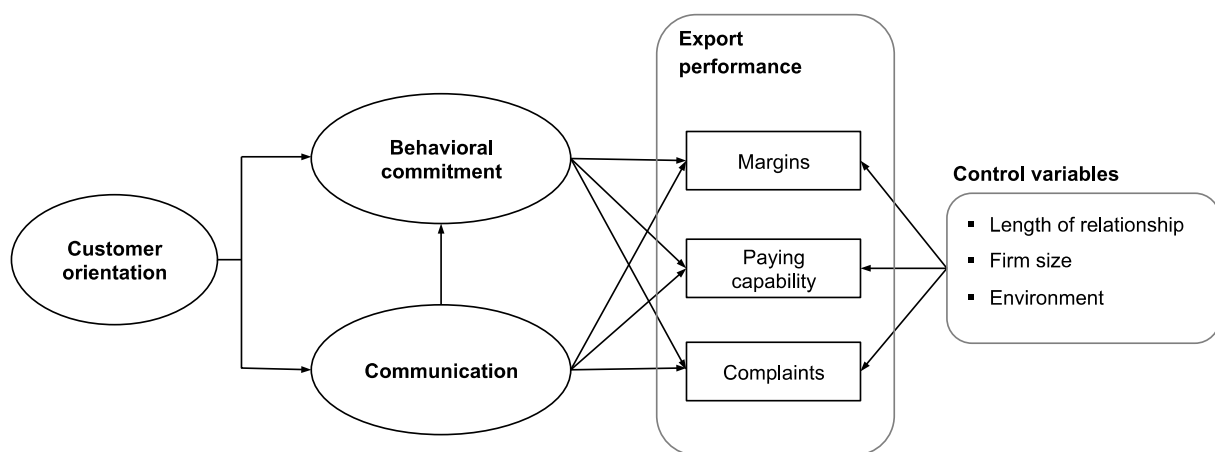 Export
performance
Behavioral
commitment
Margins
Control variables
▪ Length of relationship
▪ Firm size
▪ Environment
Customer
orientation
Paying
capability
Communication
Complaints